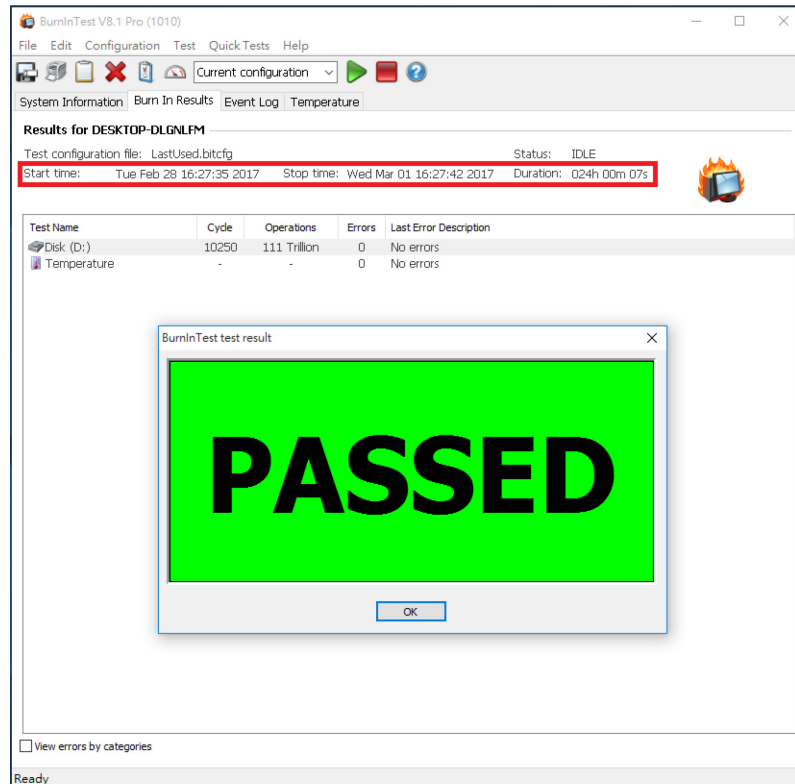 BurnInTest V8.1 Pro (1010)
File Edit Configuration Test Quick Tests Help
Current configuration
System Information Burn In Results Event Log Temperature
Results for DESKTOP-DLGNLFM
Test configuration file: LastUsed.bitcfg Status: IDLE
Start time: Tue Feb 28 16:27:35 2017 Stop time: Wed Mar 01 16:27:42 2017 Duration: 024h 00m 07s
Test Name Cycle Operations Errors Last Error Description
Disk (D:) 10250 111 Trillion 0 No errors
Temperature - - 0 No errors
BurnInTest test result
PASSED
OK
View errors by categories
Ready